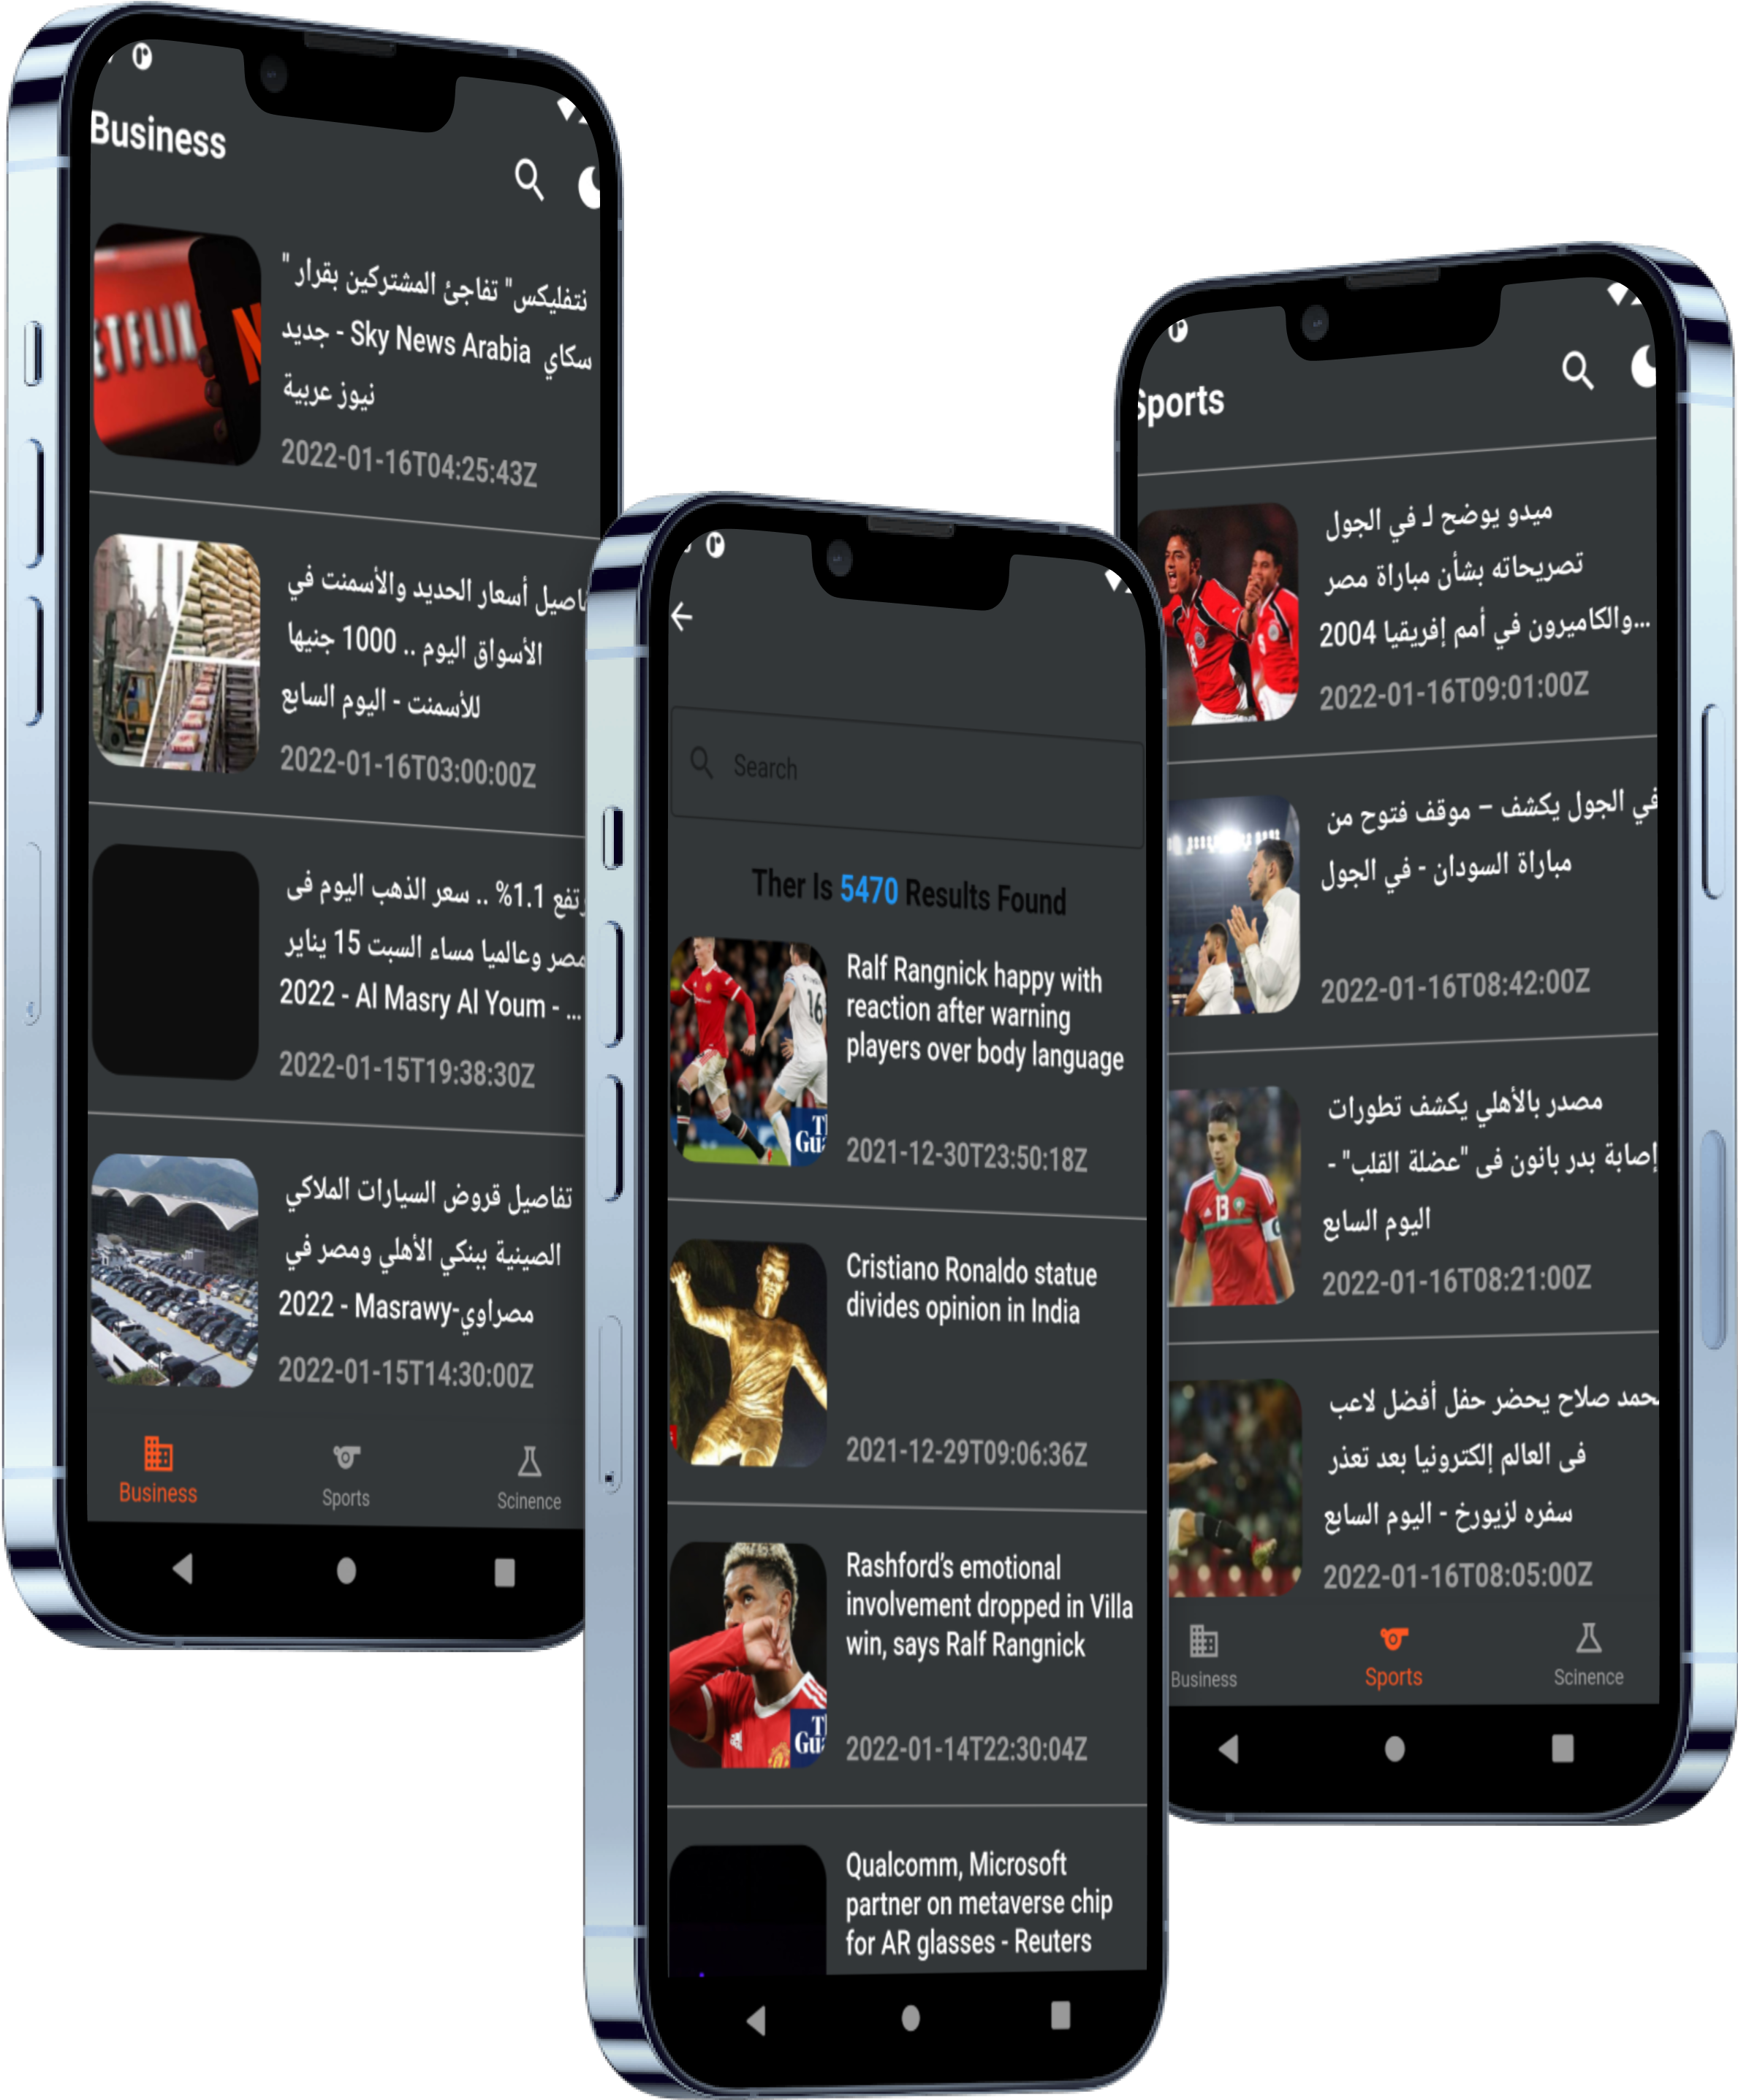 Business
ETFLIX
N
"نتفليكس" تفاجئ المشتركين بقرار
جديد - Sky News Arabia سكاي
نيوز عربية
2022-01-16T04:25:43Z
أسعار الحديد والأسمنت في
الأسواق اليوم .. 1000 جنيها
للأسمنت - اليوم السابع
2022-01-16T03:00:00Z
1.1% .. سعر الذهب اليوم فى
مصر وعالميا مساء السبت 15 يناير
2022 - Al Masry Al Youm - ...
2022-01-15T19:38:30Z
تفاصيل قروض السيارات الملاكي
الصينية ببنكي الأهلي ومصر في
2022 - Masrawy-مصراوي
2022-01-15T14:30:00Z
Business
Sports
Scinence
Search
Ther Is 5470 Results Found
16
Ralf Rangnick happy with
reaction after warning
players over body language
2021-12-30T23:50:18Z
Cristiano Ronaldo statue
divides opinion in India
2021-12-29T09:06:36Z
Rashford's emotional
involvement dropped in Villa
win, says Ralf Rangnick
2022-01-14T22:30:04Z
Qualcomm, Microsoft
partner on metaverse chip
for AR glasses - Reuters
Sports
ميدو يوضح لـ في الجول
تصريحاته بشأن مباراة مصر
والكاميرون في أمم إفريقيا 2004...
2022-01-16T09:01:00Z
في الجول يكشف – موقف فتوح من
مباراة السودان - في الجول
2022-01-16T08:42:00Z
13
مصدر بالأهلي يكشف تطورات
إصابة بدر بانون فى "عضلة القلب" -
اليوم السابع
2022-01-16T08:21:00Z
صلاح يحضر حفل أفضل لاعب
فى العالم إلكترونيا بعد تعذر
سفره لزيورخ - اليوم السابع
2022-01-16T08:05:00Z
Business
Sports
Scinence